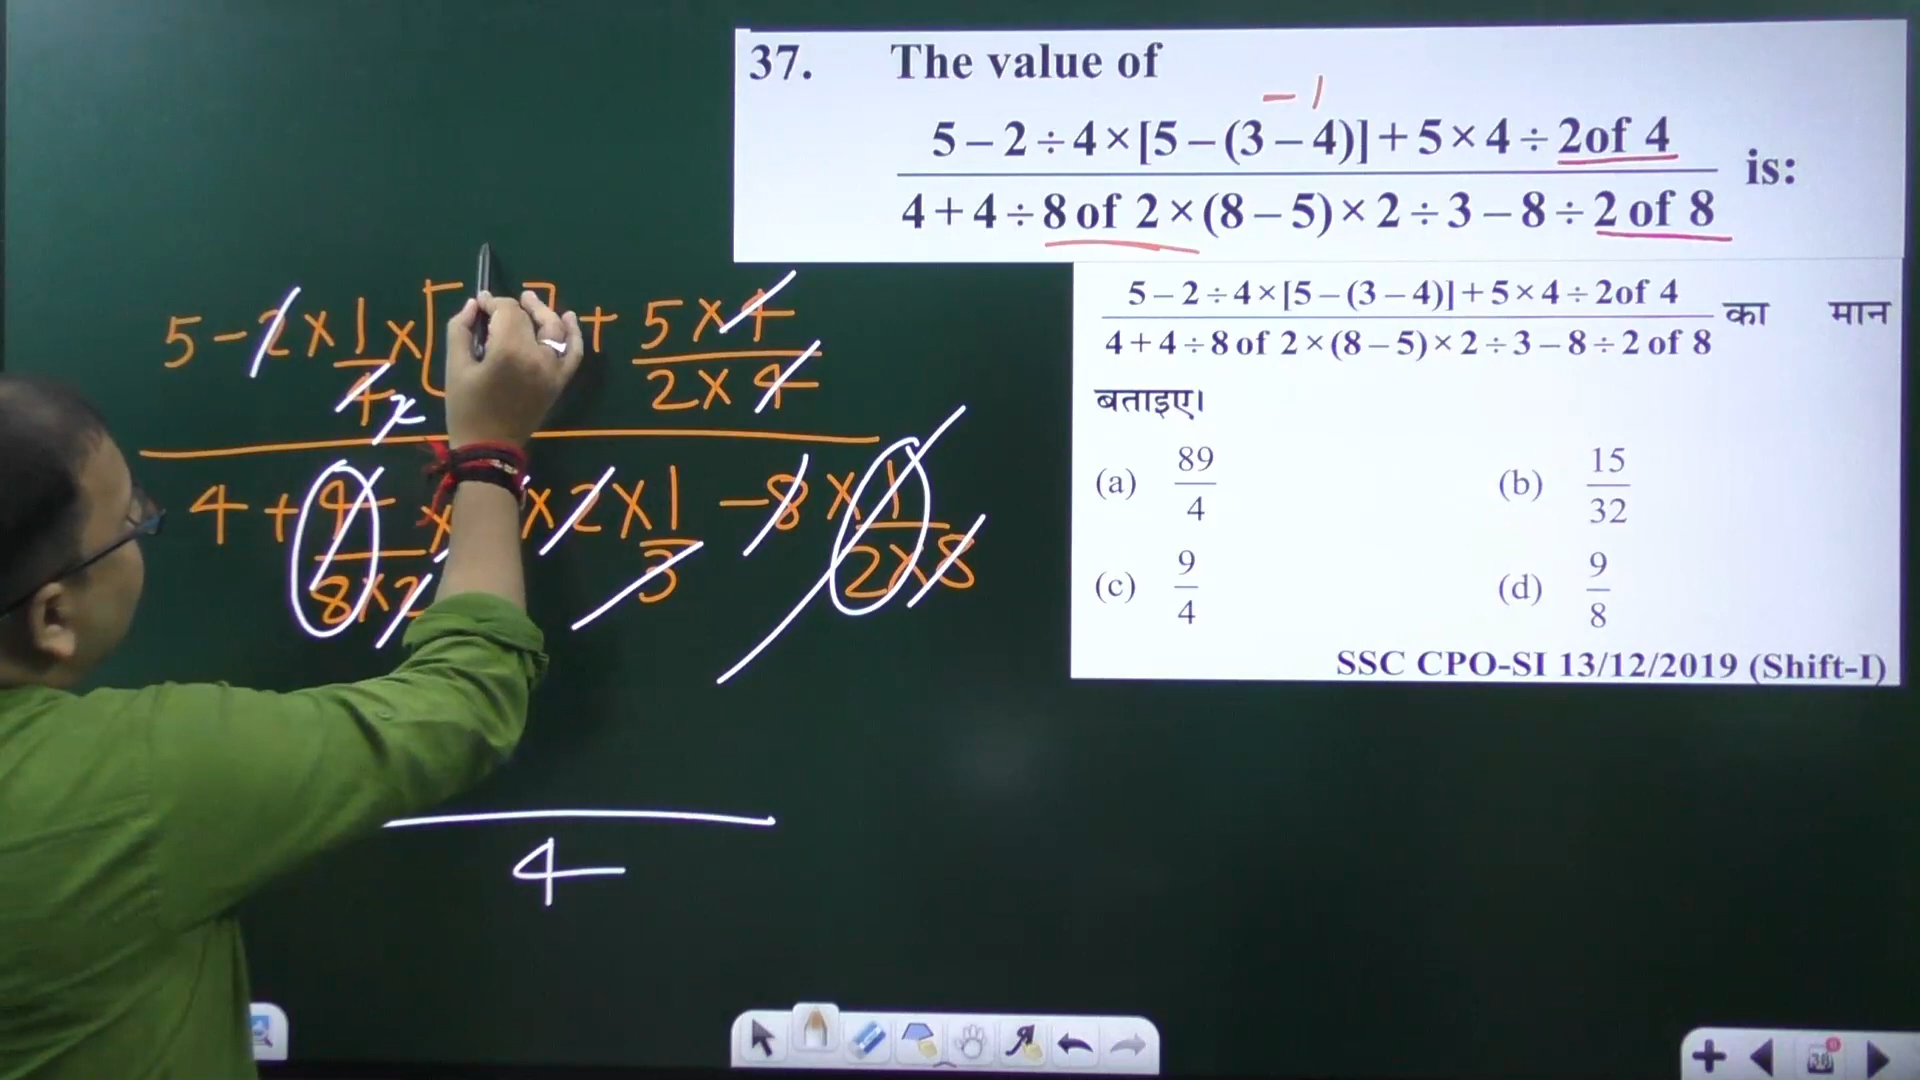 37. The value of
- 1
5 – 2 ÷ 4 × [5 – (3 – 4)] + 5 × 4 ÷ 2of 4
4 + 4 ÷ 8 of 2 × (8 – 5) × 2 ÷ 3 – 8 ÷ 2 of 8
is:
5 – 2 ÷ 4 × [5 – (3 – 4)] + 5 × 4 ÷ 2of 4
4 + 4 ÷ 8 of 2 × (8 – 5) × 2 ÷ 3 – 8 ÷ 2 of 8
का मान
बताइए।
(a) 89/4 (b) 15/32
(c) 9/4 (d) 9/8
SSC CPO-SI 13/12/2019 (Shift-I)
5 - 2 × 1/4 × [ ] + 5 × 4
2 × 4
2
4 + 4 × × 2 × 1/3 - 8 × 1
8 × 2 2 × 8
4
38